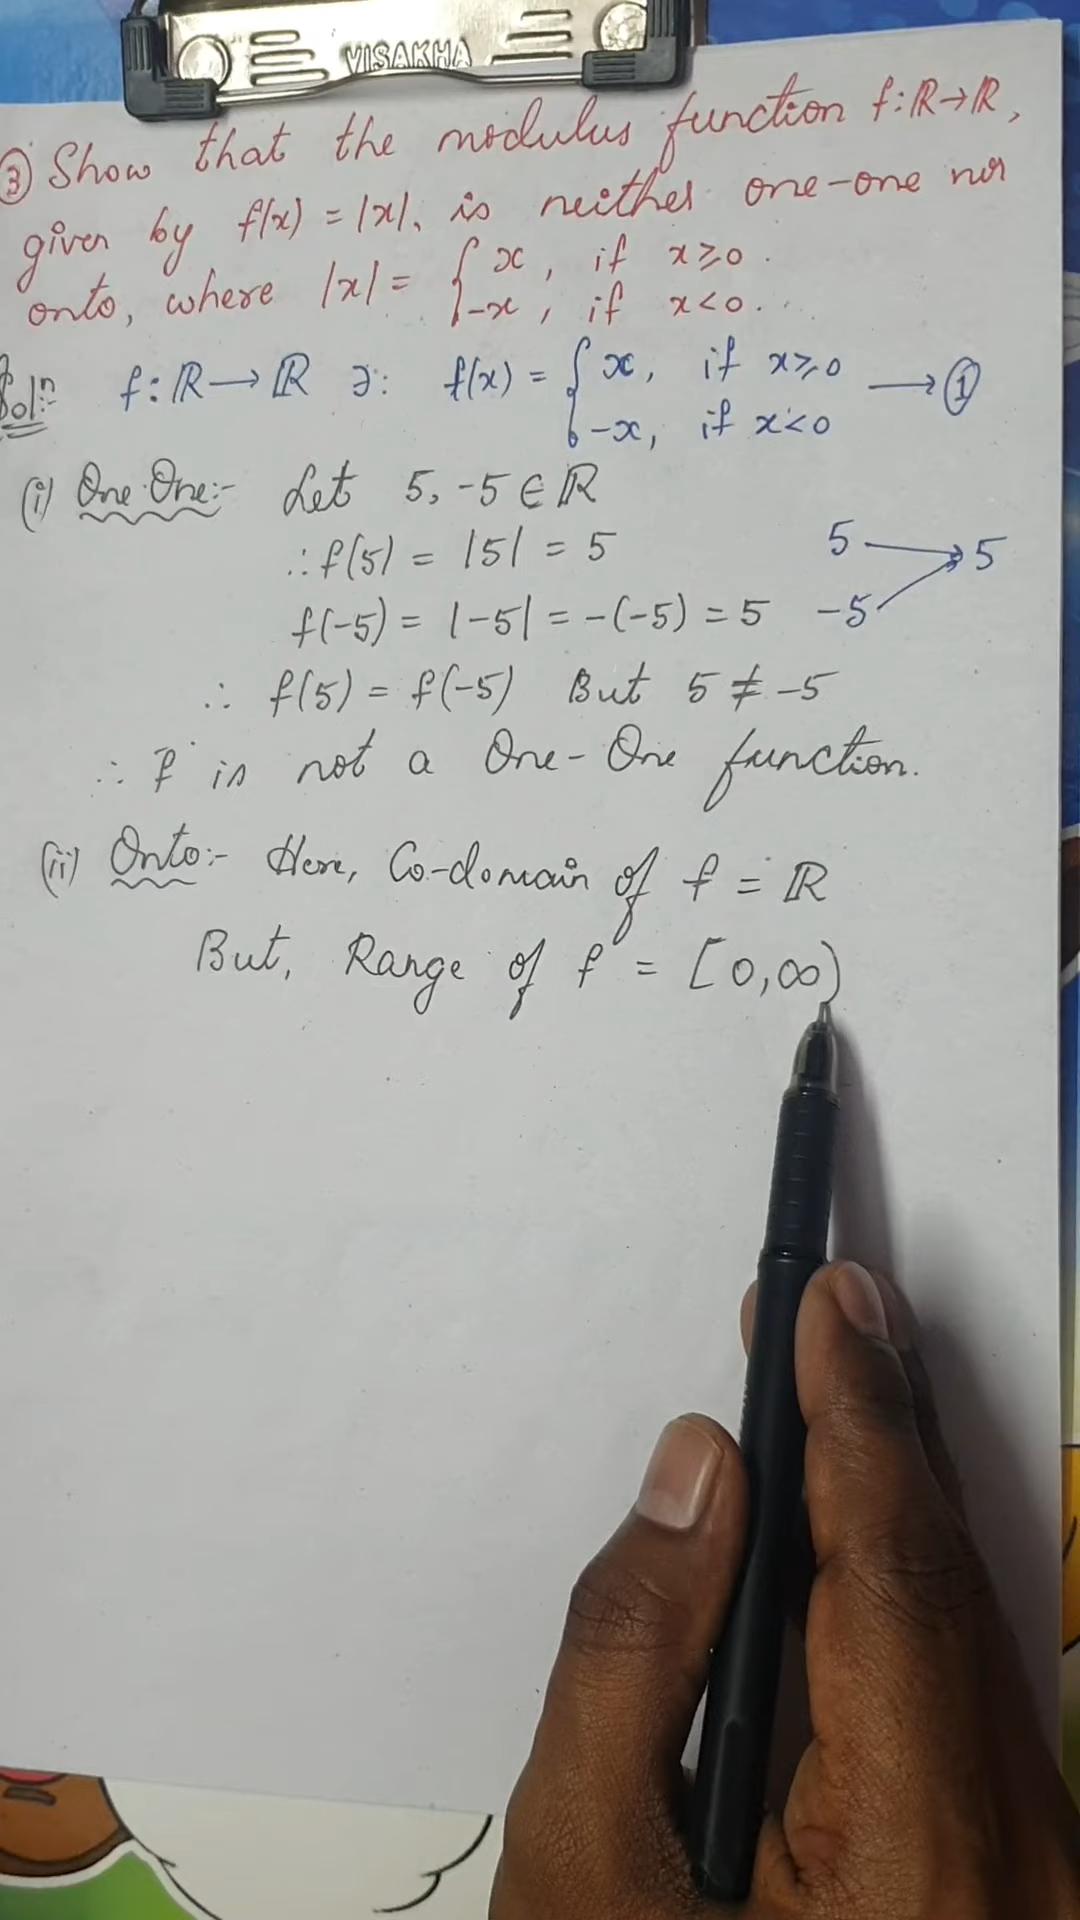 VISAKHA
③ Show that the modulus function f:ℝ→ℝ,
given by f(x) = |x|, is neither one-one nor
onto, where |x| = { x, if x≥0.
-x, if x<0.
Solⁿ:- f:ℝ→ℝ ∋: f(x) = { x, if x≥0 → ①
-x, if x<0
(i) One-One:- Let 5, -5 ∈ ℝ
∴ f(5) = |5| = 5
f(-5) = |-5| = -(-5) = 5
5 → 5
-5
∴ f(5) = f(-5) But 5 ≠ -5
∴ f is not a One-One function.
(ii) Onto:- Here, Co-domain of f = ℝ
But, Range of f = [0,∞)